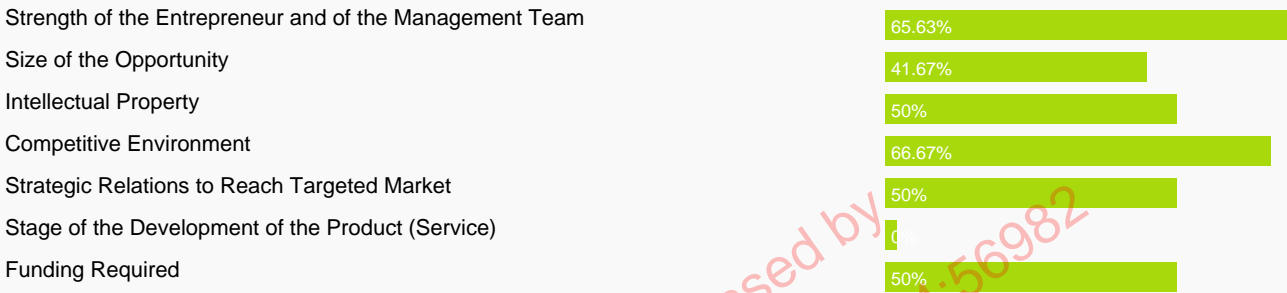 Strength of the Entrepreneur and of the Management Team 65.63%
Size of the Opportunity 41.67%
Intellectual Property 50%
Competitive Environment 66.67%
Strategic Relations to Reach Targeted Market 50%
Stage of the Development of the Product (Service) 0%
Funding Required 50%